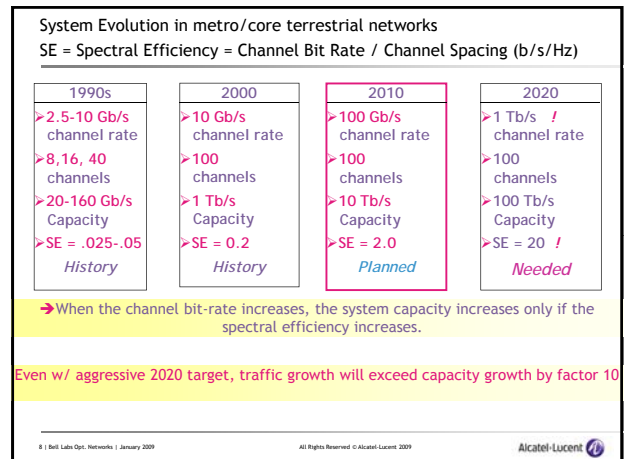 System Evolution in metro/core terrestrial networks
SE = Spectral Efficiency = Channel Bit Rate / Channel Spacing (b/s/Hz)
1990s
➢2.5-10 Gb/s
channel rate
➢8,16, 40
channels
➢20-160 Gb/s
Capacity
➢SE = .025-.05
History
2000
➢10 Gb/s
channel rate
➢100
channels
➢1 Tb/s
Capacity
➢SE = 0.2
History
2010
➢100 Gb/s
channel rate
➢100
channels
➢10 Tb/s
Capacity
➢SE = 2.0
Planned
2020
➢1 Tb/s !
channel rate
➢100
channels
➢100 Tb/s
Capacity
➢SE = 20 !
Needed
➔When the channel bit-rate increases, the system capacity increases only if the
spectral efficiency increases.
Even w/ aggressive 2020 target, traffic growth will exceed capacity growth by factor 10
8 | Bell Labs Opt. Networks | January 2009
All Rights Reserved © Alcatel-Lucent 2009
Alcatel·Lucent